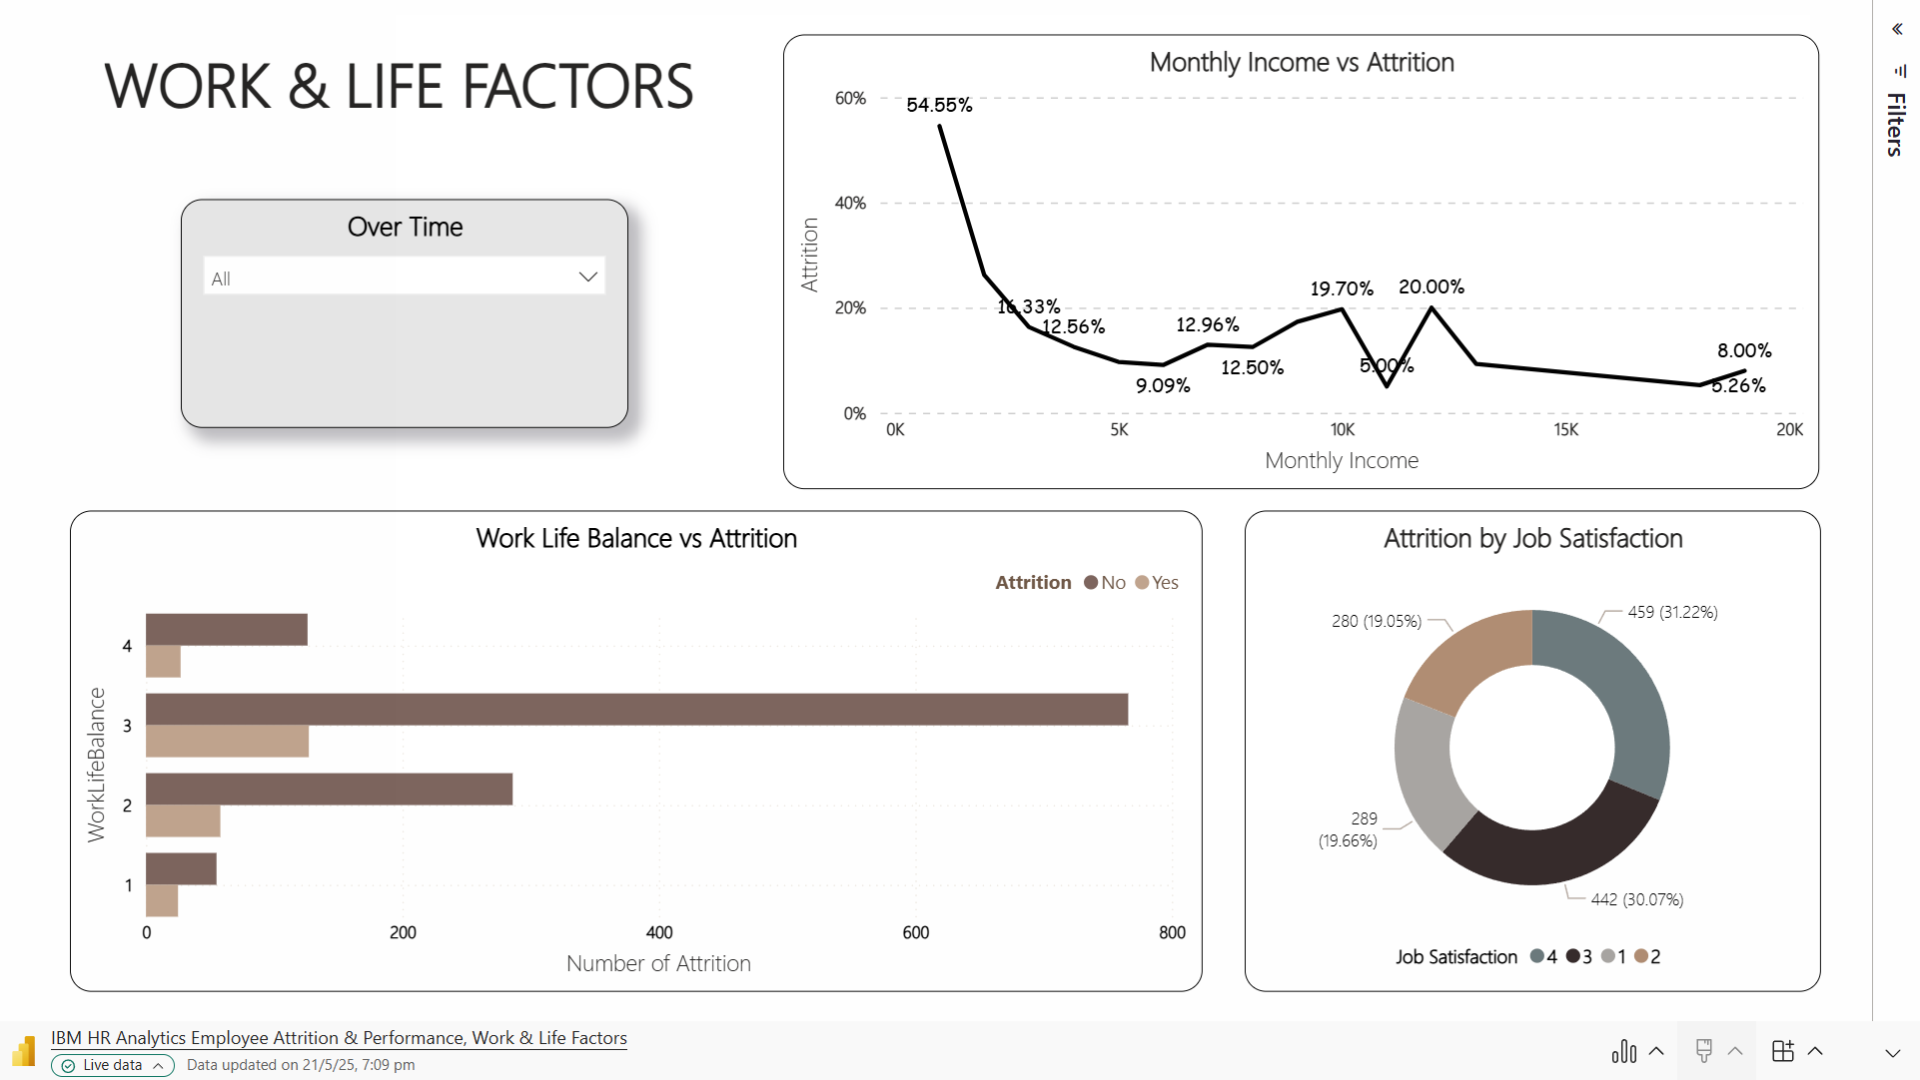 WORK & LIFE FACTORS
Over Time
All
Monthly Income vs Attrition
60%
40%
20%
0%
Attrition
54.55%
16.33%
12.56%
9.09%
12.96%
12.50%
19.70%
5.00%
20.00%
8.00%
5.26%
0K 5K 10K 15K 20K
Monthly Income
Filters
Work Life Balance vs Attrition
Attrition No Yes
WorkLifeBalance
4
3
2
1
0 200 400 600 800
Number of Attrition
Attrition by Job Satisfaction
280 (19.05%)
459 (31.22%)
289
(19.66%)
442 (30.07%)
Job Satisfaction 4 3 1 2
IBM HR Analytics Employee Attrition & Performance, Work & Life Factors
Live data Data updated on 21/5/25, 7:09 pm